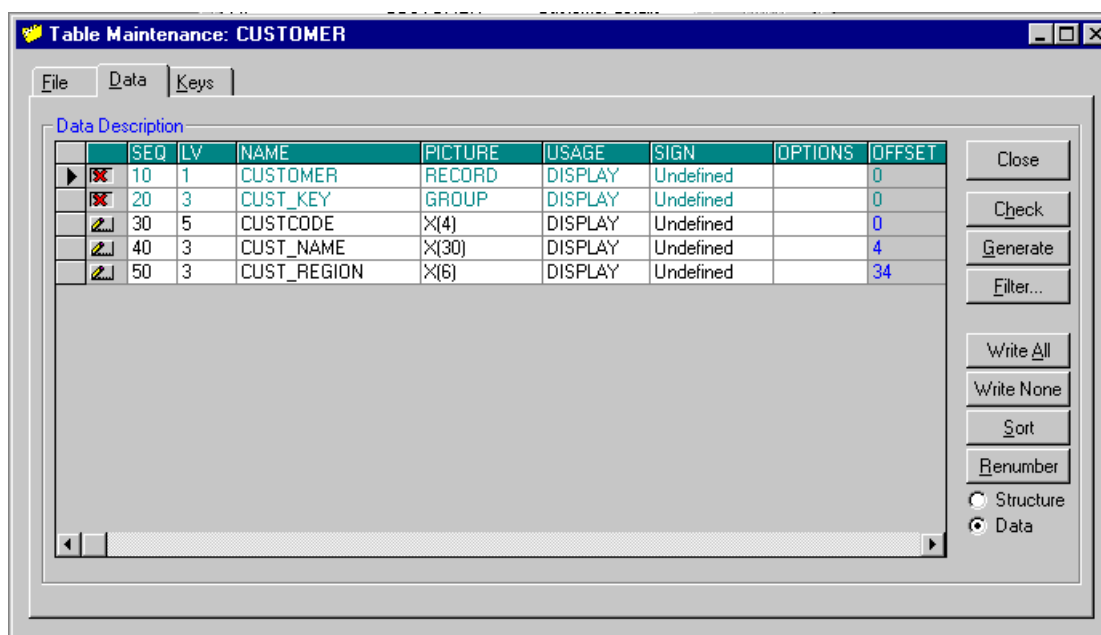 Table Maintenance: CUSTOMER
File Data Keys
Data Description
SEQ LV NAME PICTURE USAGE SIGN OPTIONS OFFSET
10 1 CUSTOMER RECORD DISPLAY Undefined 0
20 3 CUST_KEY GROUP DISPLAY Undefined 0
30 5 CUSTCODE X(4) DISPLAY Undefined 0
40 3 CUST_NAME X(30) DISPLAY Undefined 4
50 3 CUST_REGION X(6) DISPLAY Undefined 34
Close
Check
Generate
Filter...
Write All
Write None
Sort
Renumber
Structure
Data